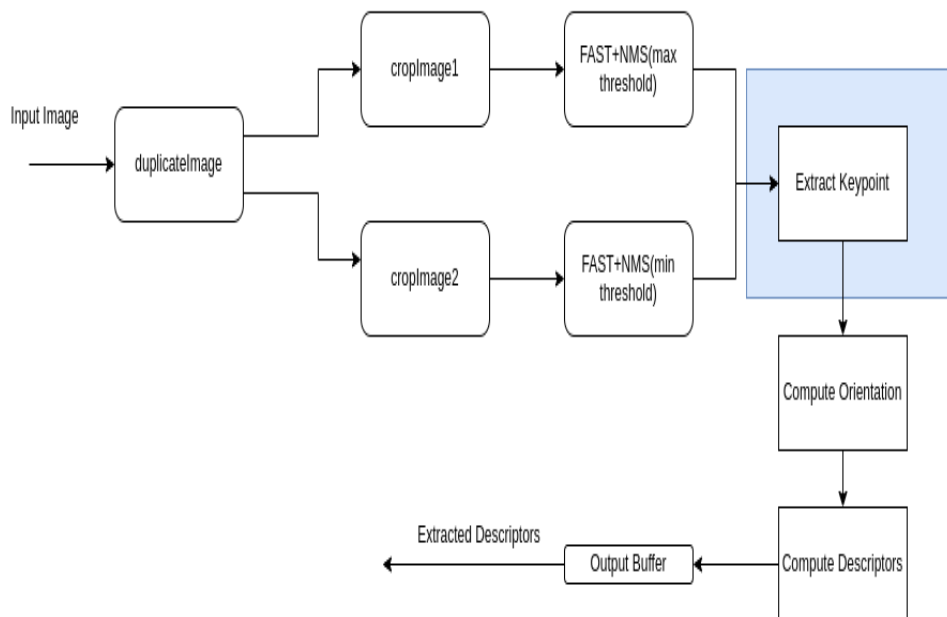 Input Image
duplicateImage
cropImage1
FAST+NMS(max
threshold)
cropImage2
FAST+NMS(min
threshold)
Extract Keypoint
Compute Orientation
Compute Descriptors
Output Buffer
Extracted Descriptors